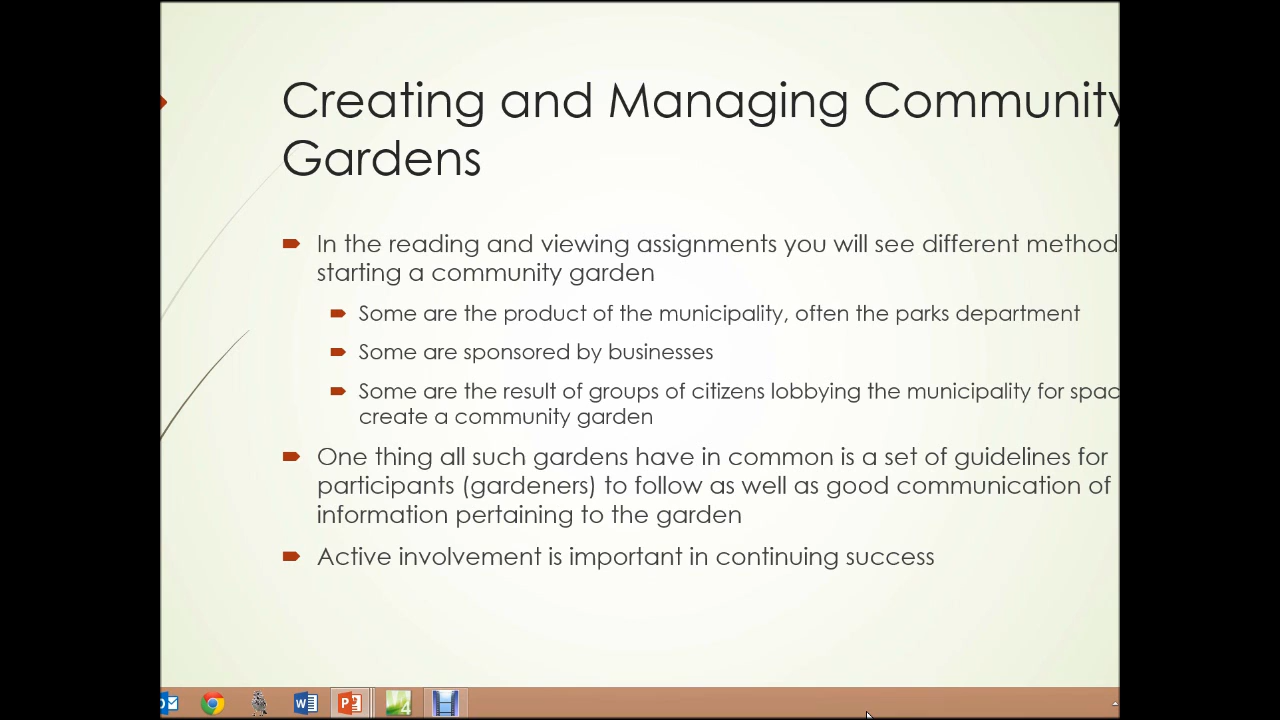 Creating and Managing Community
Gardens
In the reading and viewing assignments you will see different method
starting a community garden
Some are the product of the municipality, often the parks department
Some are sponsored by businesses
Some are the result of groups of citizens lobbying the municipality for spac
create a community garden
One thing all such gardens have in common is a set of guidelines for
participants (gardeners) to follow as well as good communication of
information pertaining to the garden
Active involvement is important in continuing success